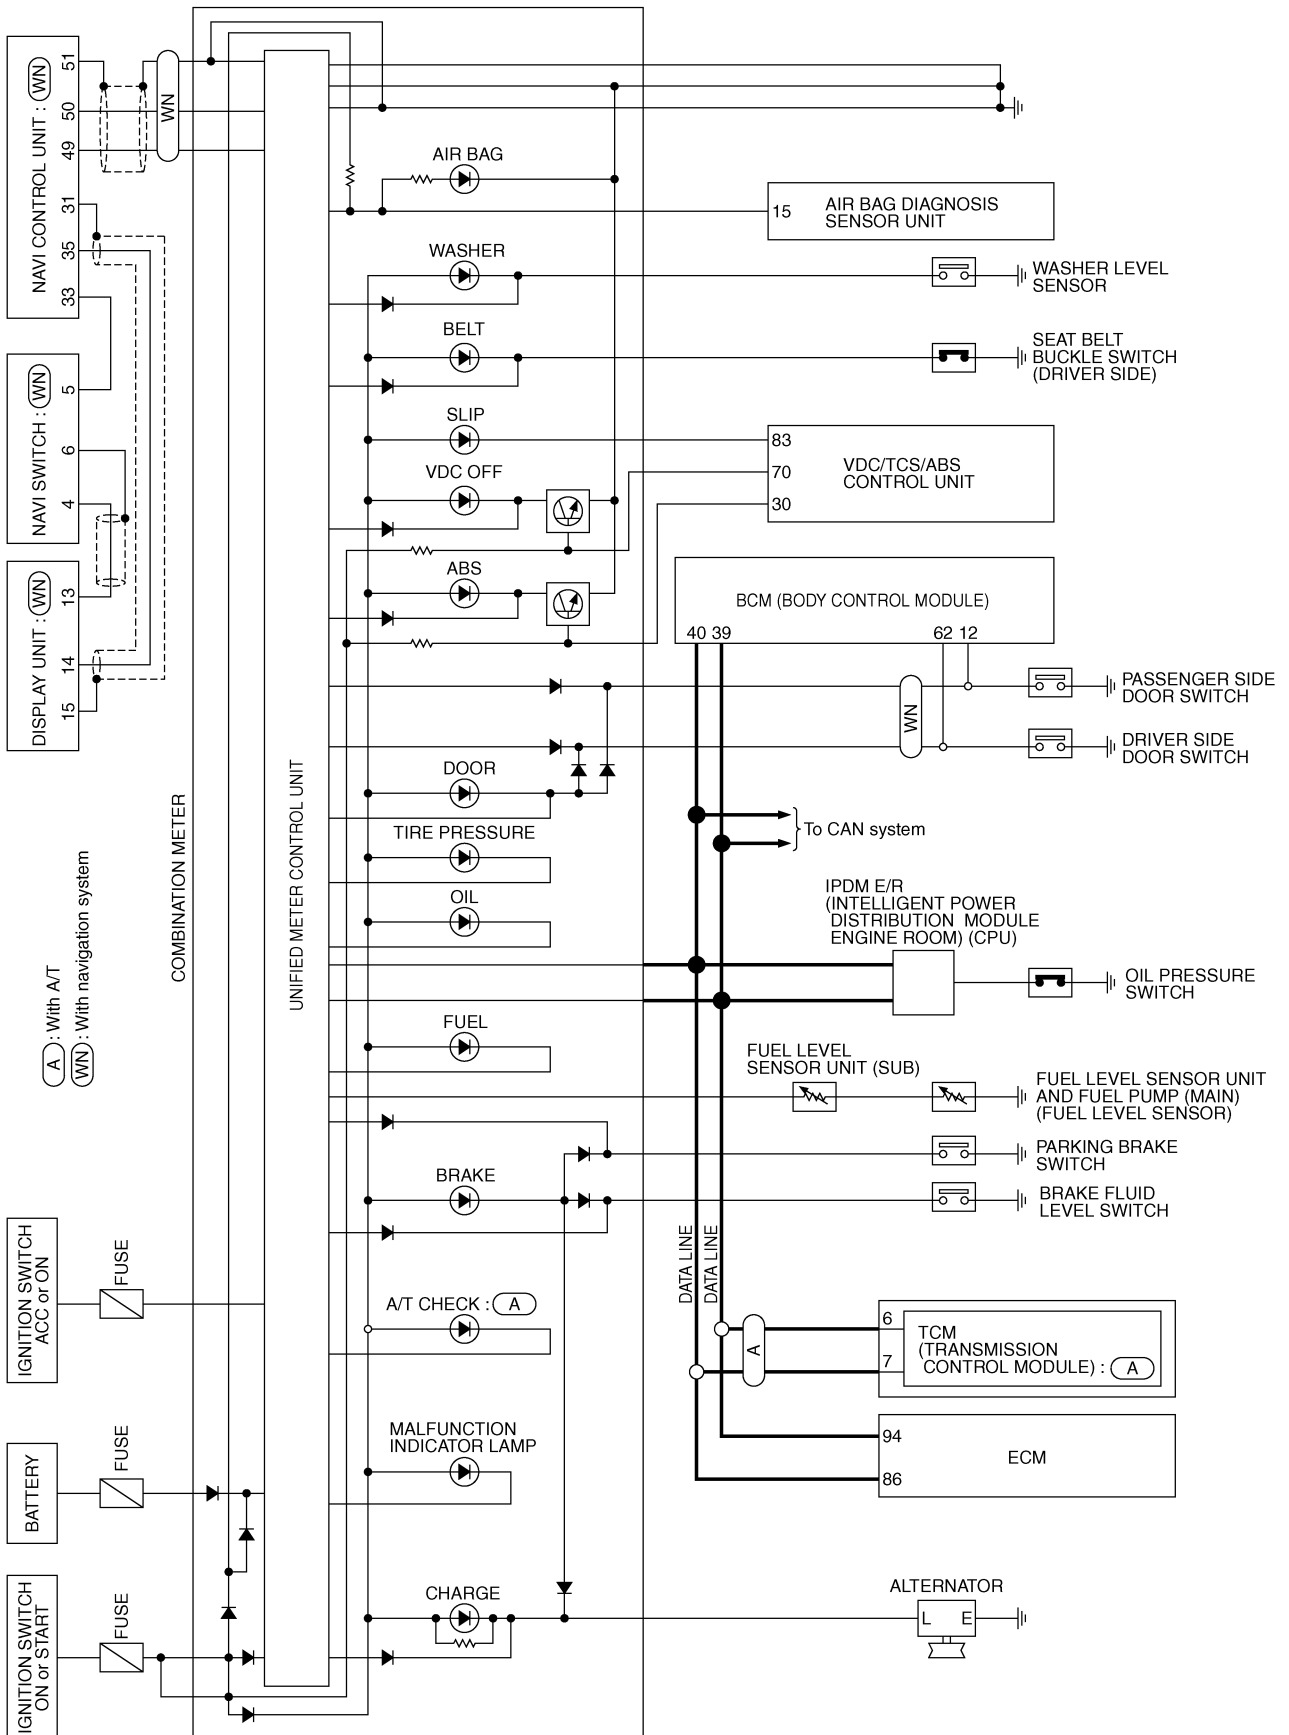 NAVI CONTROL UNIT : WN
51
50
49
31
35
33
WN
NAVI SWITCH : WN
5
6
4
DISPLAY UNIT : WN
13
14
15
A : With A/T
WN : With navigation system
COMBINATION METER
UNIFIED METER CONTROL UNIT
IGNITION SWITCH
ACC or ON
FUSE
BATTERY
FUSE
IGNITION SWITCH
ON or START
FUSE
AIR BAG
15
AIR BAG DIAGNOSIS
SENSOR UNIT
WASHER
WASHER LEVEL
SENSOR
BELT
SEAT BELT
BUCKLE SWITCH
(DRIVER SIDE)
SLIP
83
70
30
VDC/TCS/ABS
CONTROL UNIT
VDC OFF
ABS
BCM (BODY CONTROL MODULE)
40 39
62 12
WN
PASSENGER SIDE
DOOR SWITCH
DRIVER SIDE
DOOR SWITCH
DOOR
TIRE PRESSURE
To CAN system
OIL
IPDM E/R
(INTELLIGENT POWER
DISTRIBUTION MODULE
ENGINE ROOM) (CPU)
OIL PRESSURE
SWITCH
FUEL
FUEL LEVEL
SENSOR UNIT (SUB)
FUEL LEVEL SENSOR UNIT
AND FUEL PUMP (MAIN)
(FUEL LEVEL SENSOR)
PARKING BRAKE
SWITCH
BRAKE
BRAKE FLUID
LEVEL SWITCH
DATA LINE
DATA LINE
A/T CHECK : A
A
6
7
TCM
(TRANSMISSION
CONTROL MODULE) : A
MALFUNCTION
INDICATOR LAMP
94
86
ECM
CHARGE
ALTERNATOR
L
E